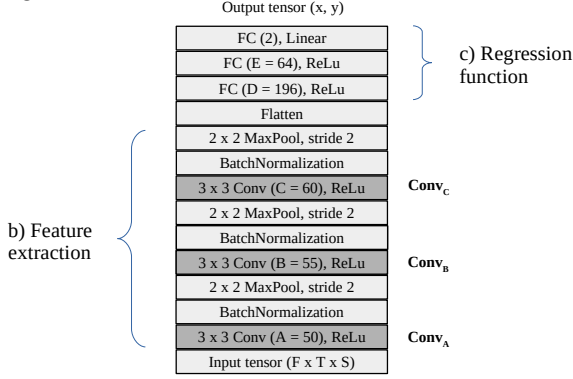 Output tensor (x, y)
FC (2), Linear
FC (E = 64), ReLu
FC (D = 196), ReLu
c) Regression
function
Flatten
2 x 2 MaxPool, stride 2
BatchNormalization
3 x 3 Conv (C = 60), ReLu
Conv_C
2 x 2 MaxPool, stride 2
BatchNormalization
b) Feature
extraction
3 x 3 Conv (B = 55), ReLu
Conv_B
2 x 2 MaxPool, stride 2
BatchNormalization
3 x 3 Conv (A = 50), ReLu
Conv_A
Input tensor (F x T x S)